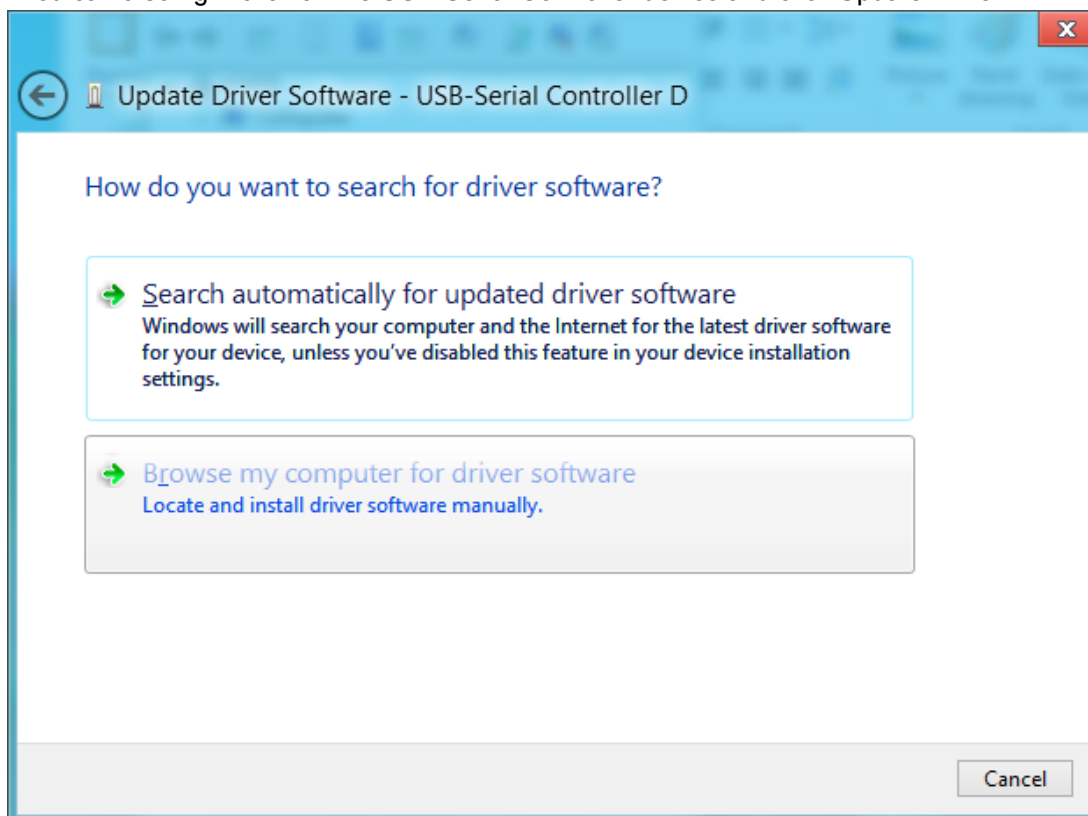 Update Driver Software - USB-Serial Controller D
How do you want to search for driver software?
Search automatically for updated driver software
Windows will search your computer and the Internet for the latest driver software
for your device, unless you've disabled this feature in your device installation
settings.
Browse my computer for driver software
Locate and install driver software manually.
Cancel